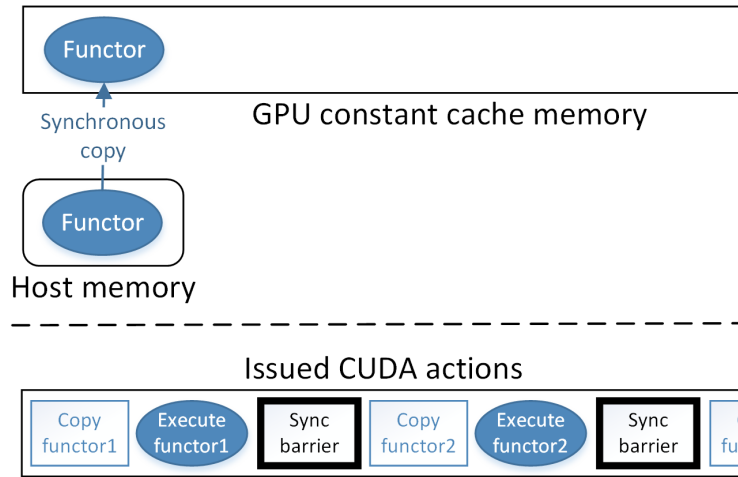 Functor
GPU constant cache memory
Synchronous
copy
Functor
Host memory
Issued CUDA actions
Copy
functor1
Execute
functor1
Sync
barrier
Copy
functor2
Execute
functor2
Sync
barrier